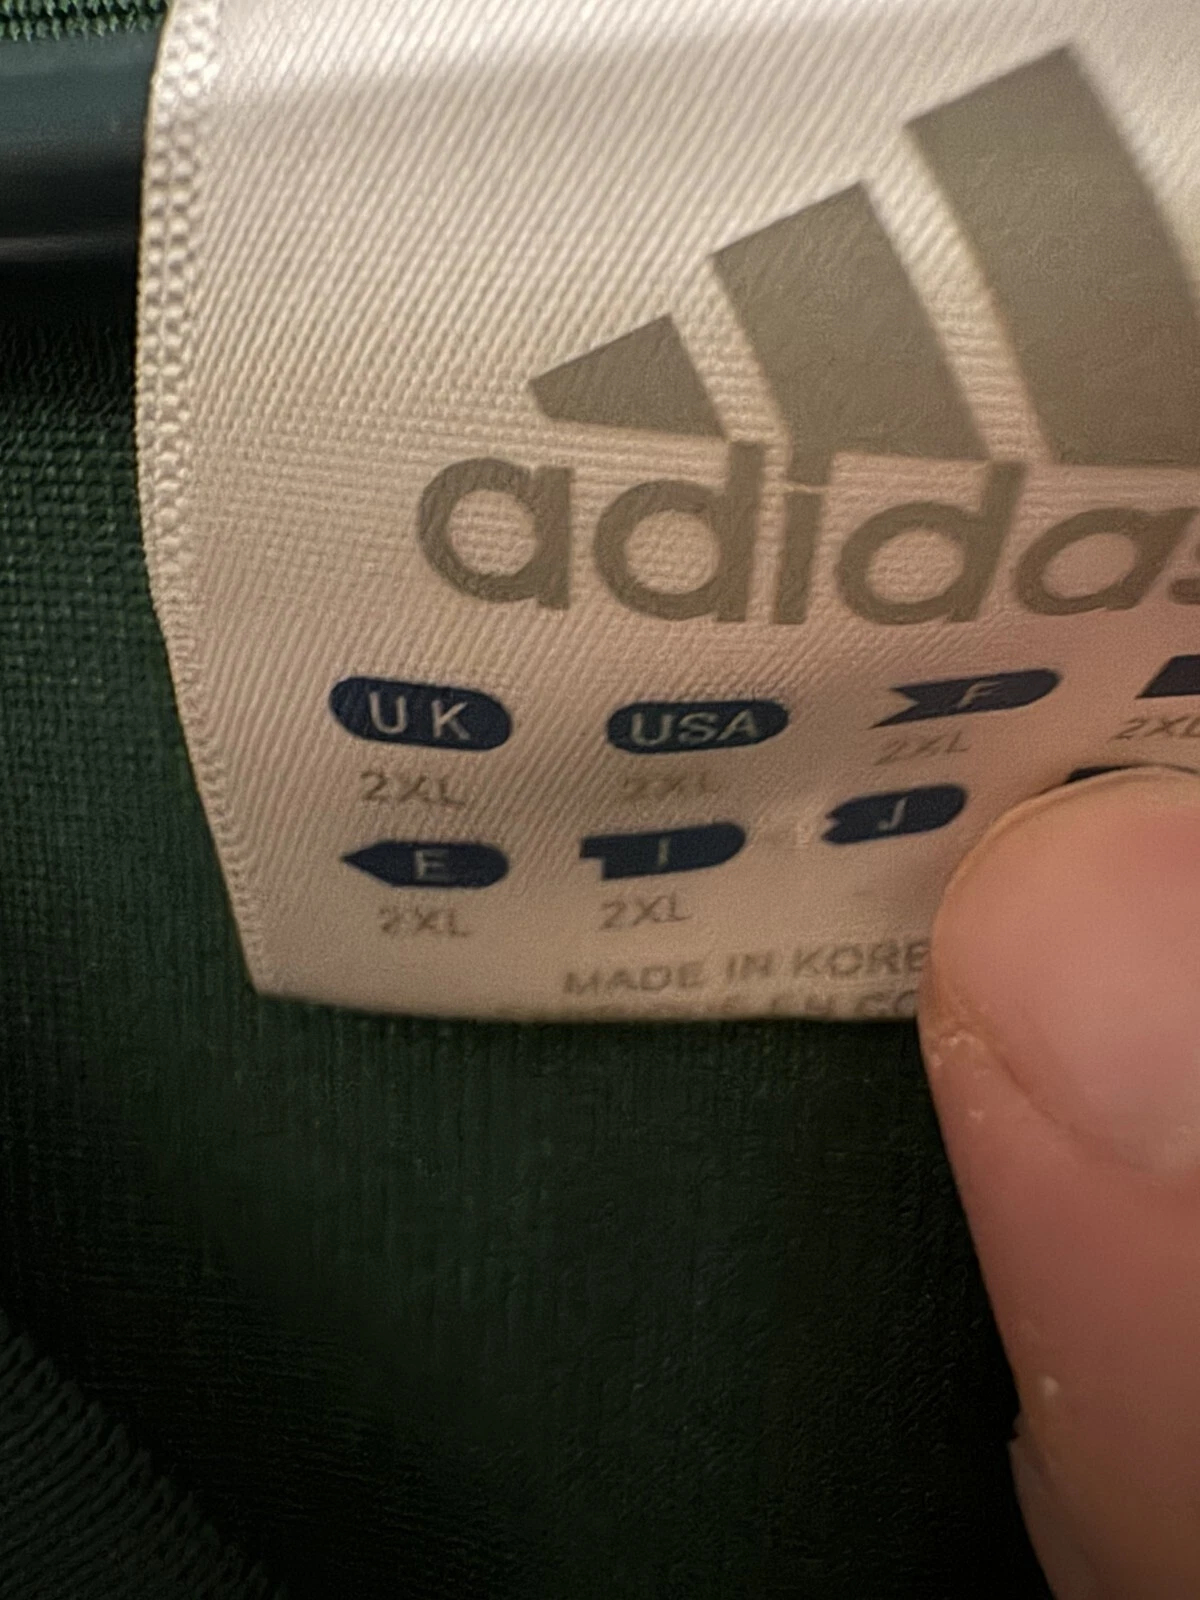 adidas
UK USA F
2XL 2XL 2XL 2XL
E I J
2XL 2XL
MADE IN KORE